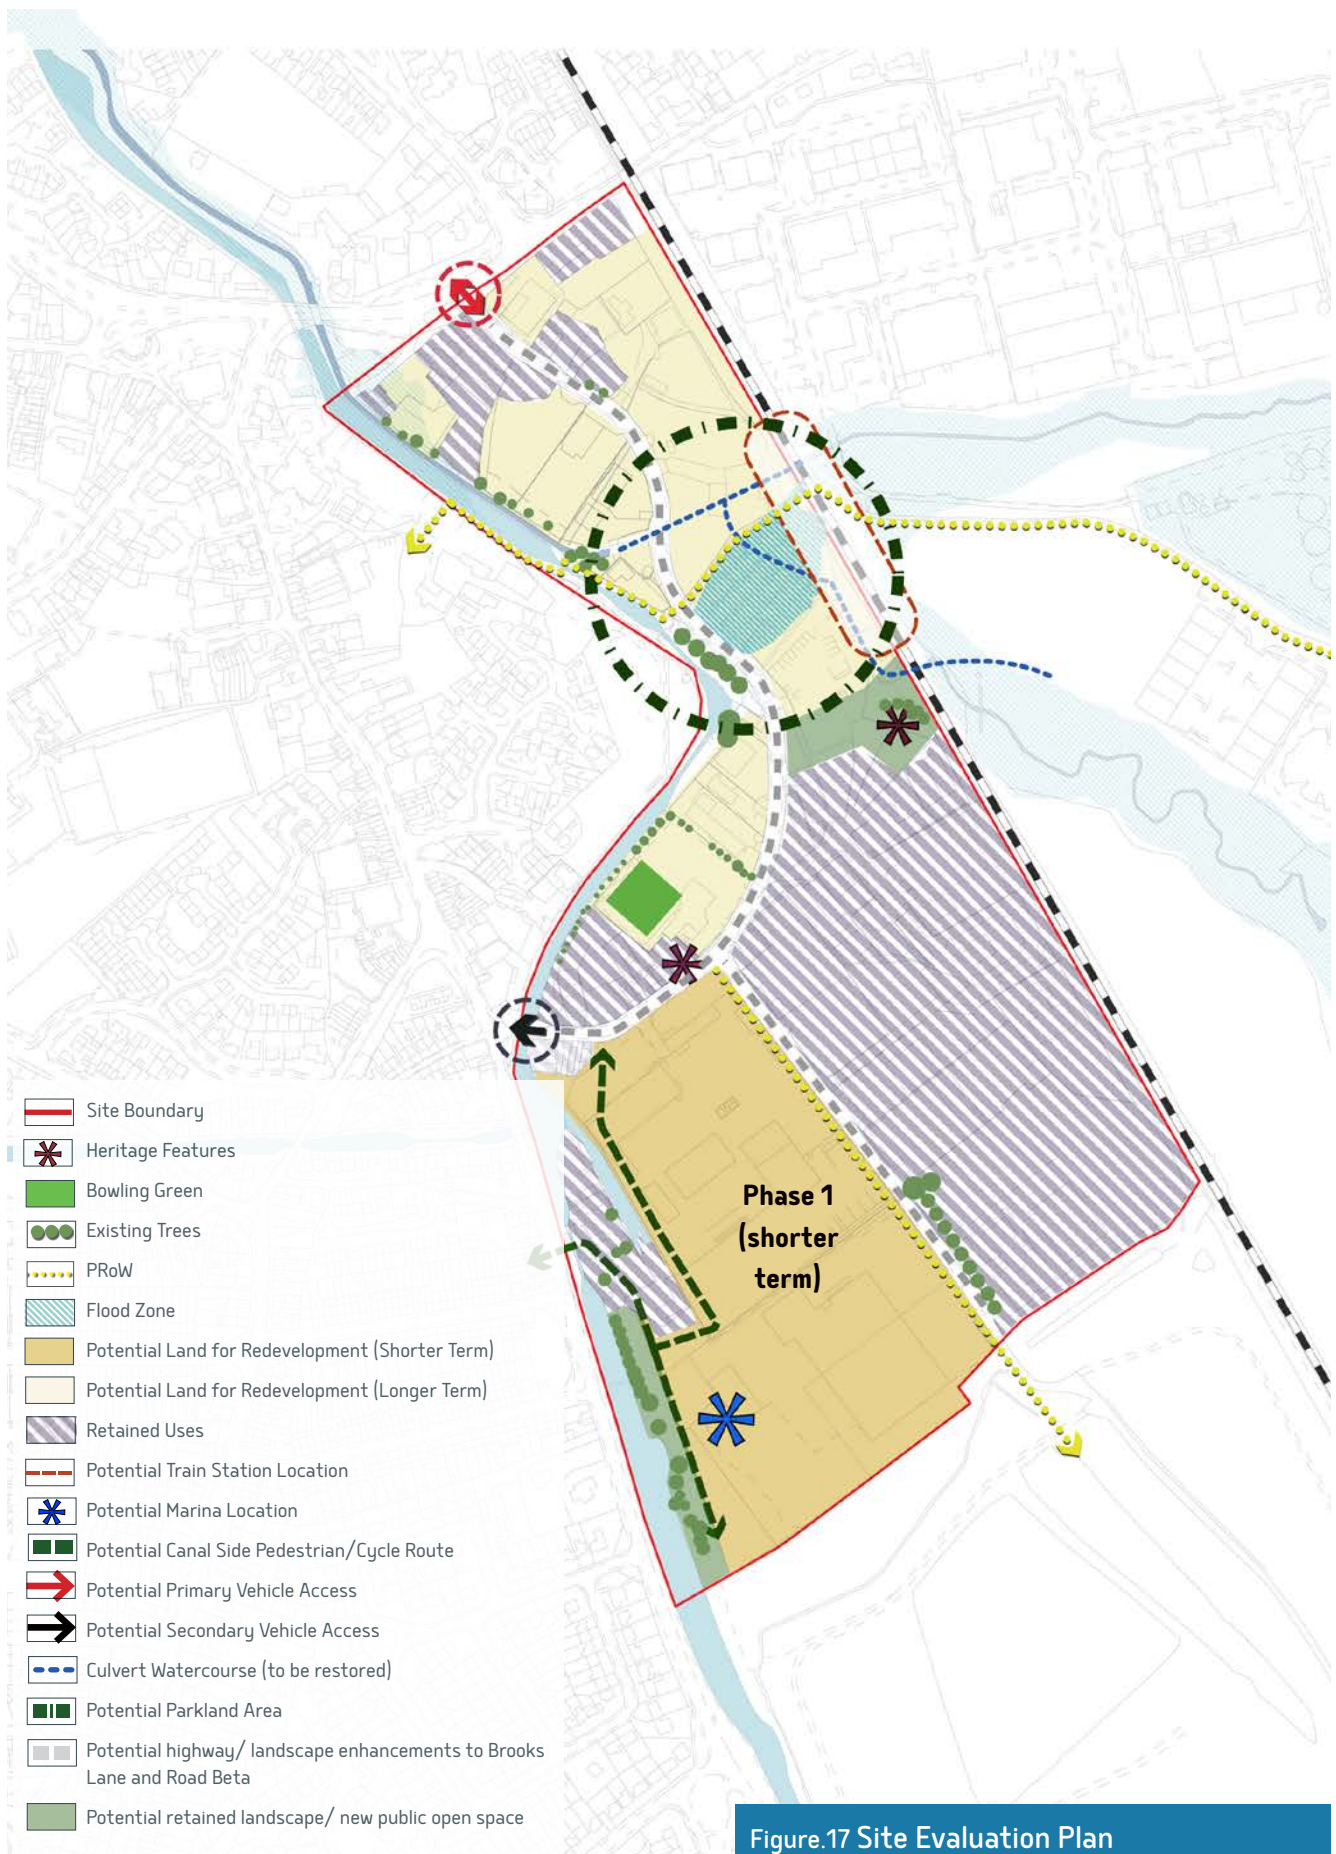 Phase 1
(shorter
term)
Site Boundary
Heritage Features
Bowling Green
Existing Trees
PRoW
Flood Zone
Potential Land for Redevelopment (Shorter Term)
Potential Land for Redevelopment (Longer Term)
Retained Uses
Potential Train Station Location
Potential Marina Location
Potential Canal Side Pedestrian/Cycle Route
Potential Primary Vehicle Access
Potential Secondary Vehicle Access
Culvert Watercourse (to be restored)
Potential Parkland Area
Potential highway/ landscape enhancements to Brooks
Lane and Road Beta
Potential retained landscape/ new public open space
Figure.17 Site Evaluation Plan